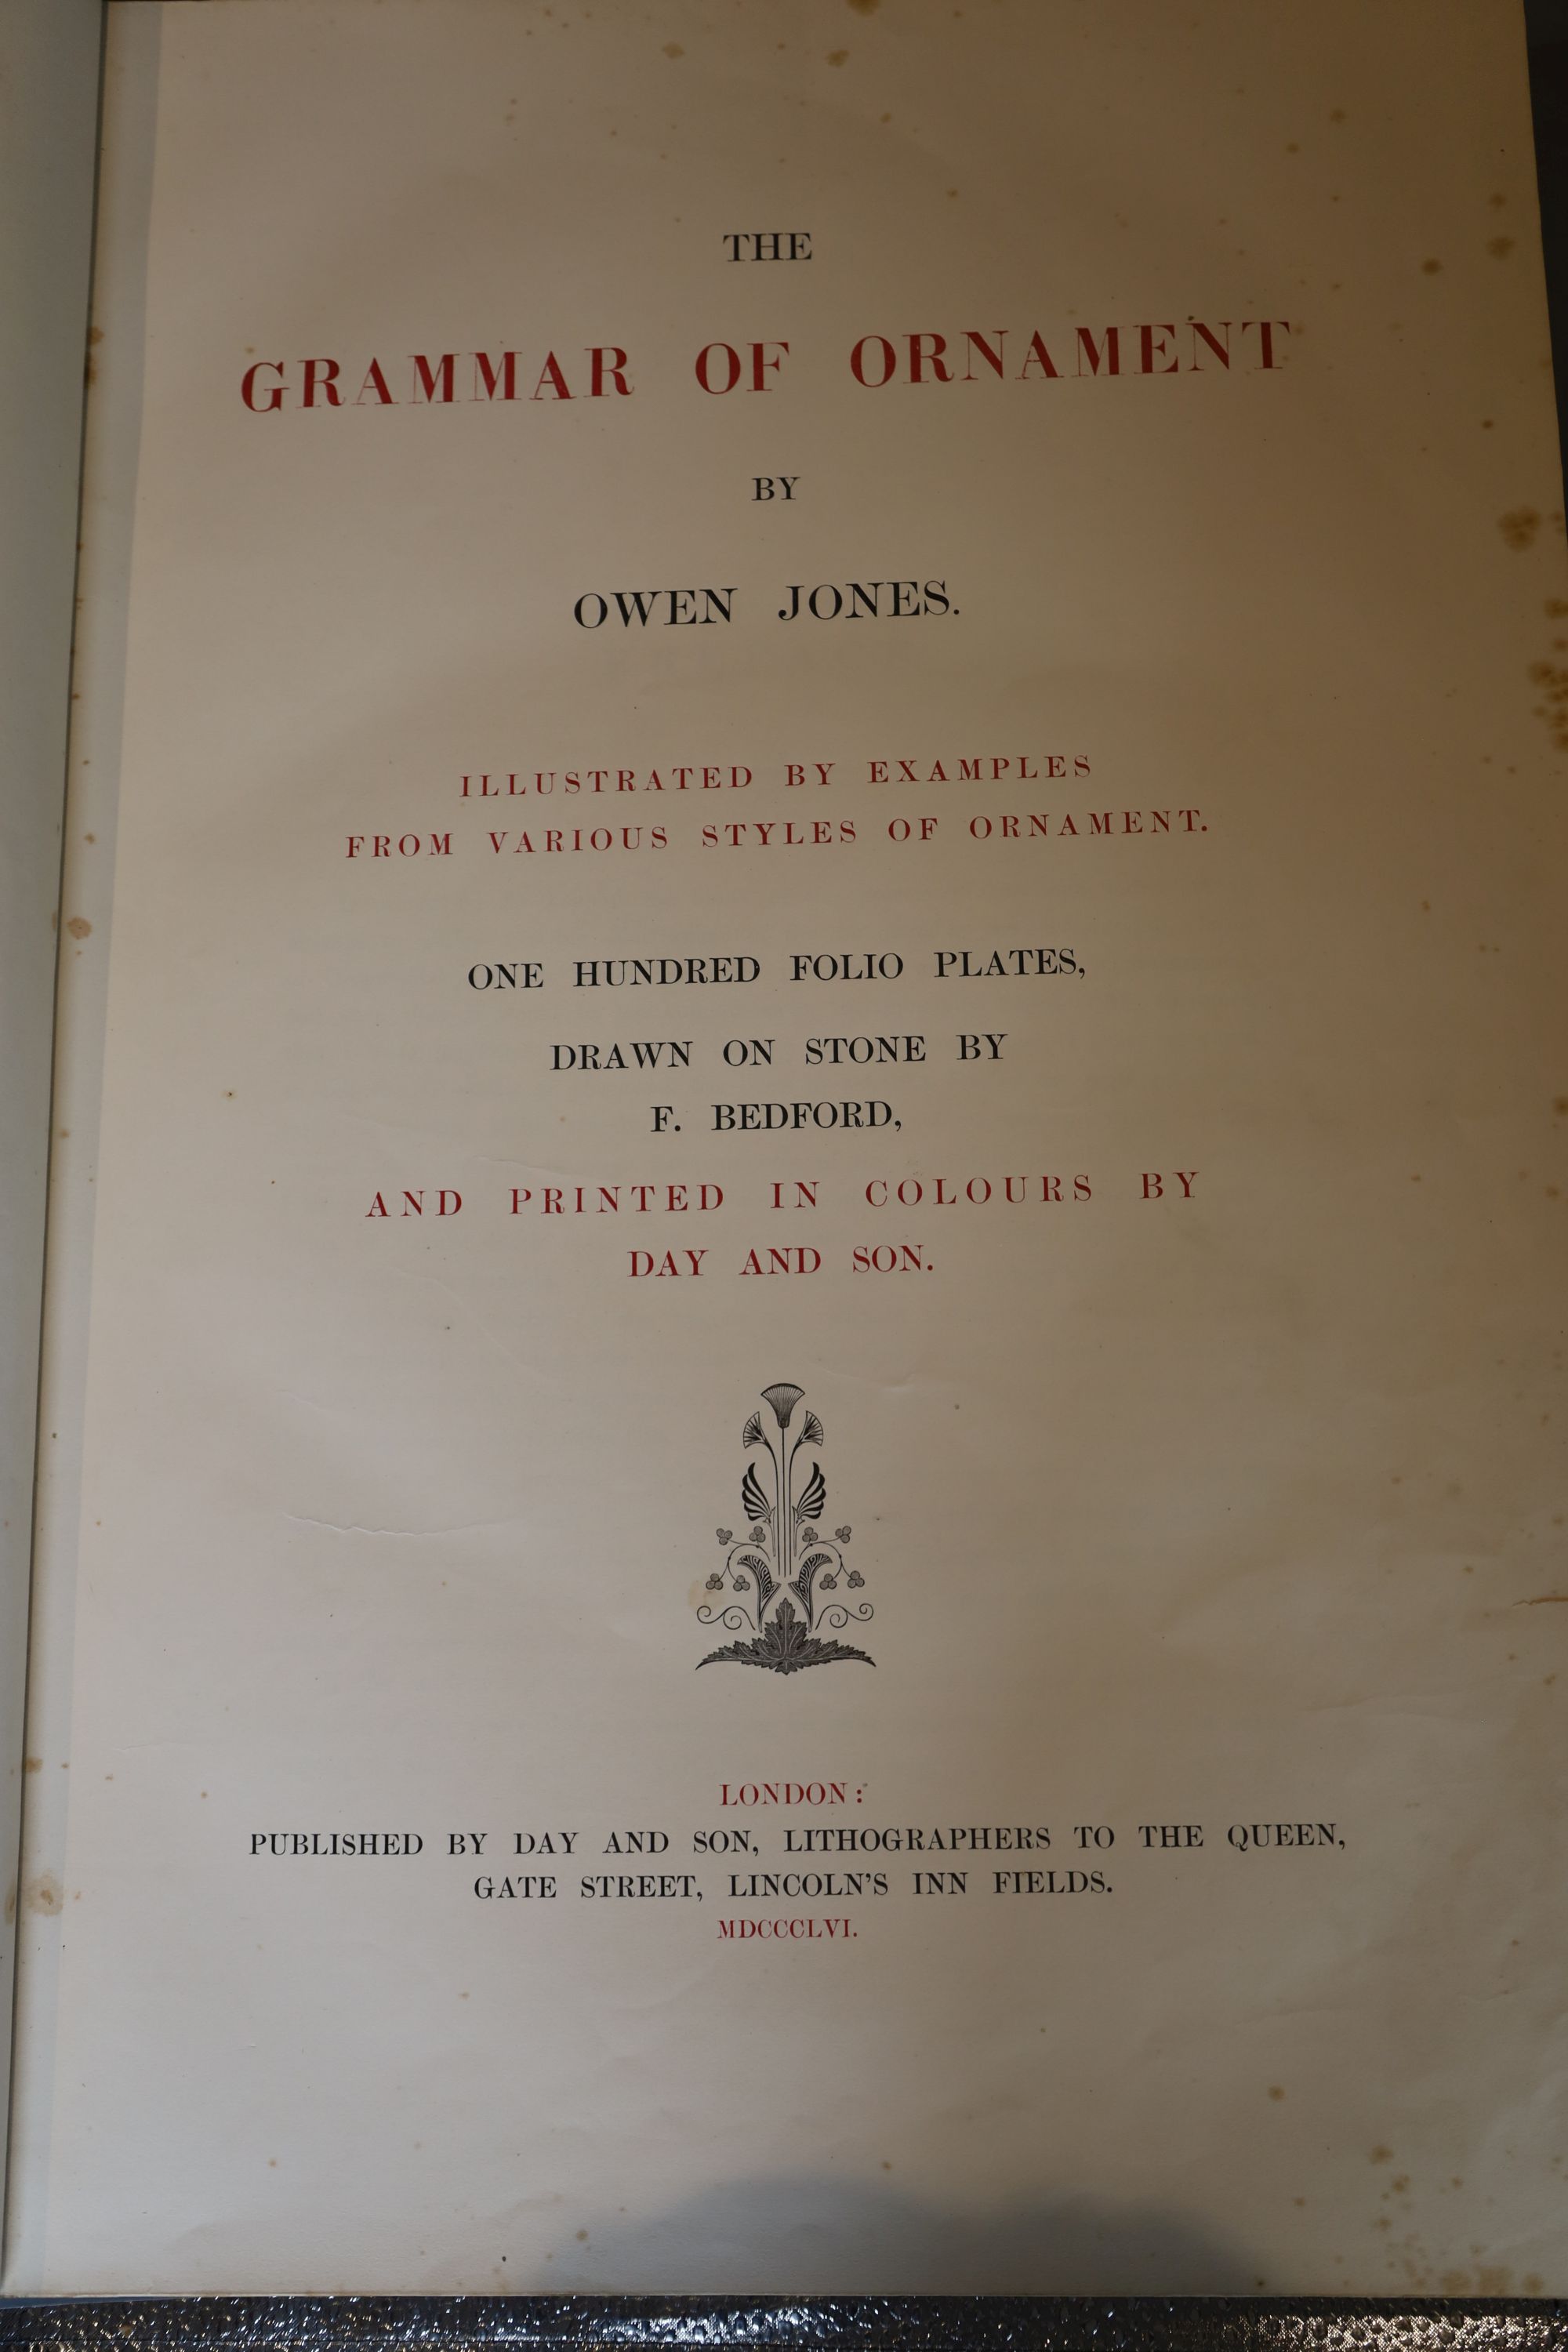 THE
GRAMMAR OF ORNAMENT
BY
OWEN JONES.
ILLUSTRATED BY EXAMPLES
FROM VARIOUS STYLES OF ORNAMENT.
ONE HUNDRED FOLIO PLATES,
DRAWN ON STONE BY
F. BEDFORD,
AND PRINTED IN COLOURS BY
DAY AND SON.
LONDON:
PUBLISHED BY DAY AND SON, LITHOGRAPHERS TO THE QUEEN,
GATE STREET, LINCOLN'S INN FIELDS.
MDCCCLVI.